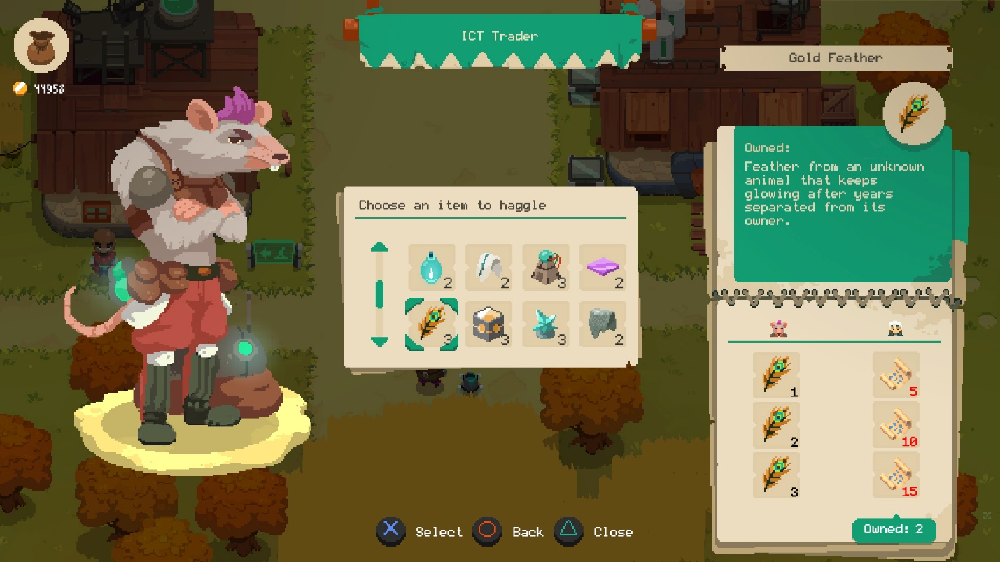 ICT Trader
Gold Feather
44958
Owned:
Feather from an unknown
animal that keeps
glowing after years
separated from its
owner.
Choose an item to haggle
2 2 3 2
3 3 3 2
1 5
2 10
3 15
Owned: 2
Select Back Close